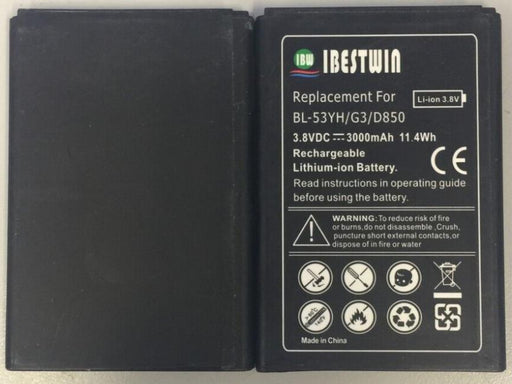 IBW IBESTWIN
Replacement For
Li-ion 3.8V
BL-53YH/G3/D850
3.8VDC 3000mAh 11.4Wh
Rechargeable
Lithium-ion Battery.
CE
Read instructions in operating guide
before using the battery.
WARNING: To reduce risk of fire
or burns,do not disassemble ,Crush,
puncture short external contacts,or
dispose of in fire or water
Made in China